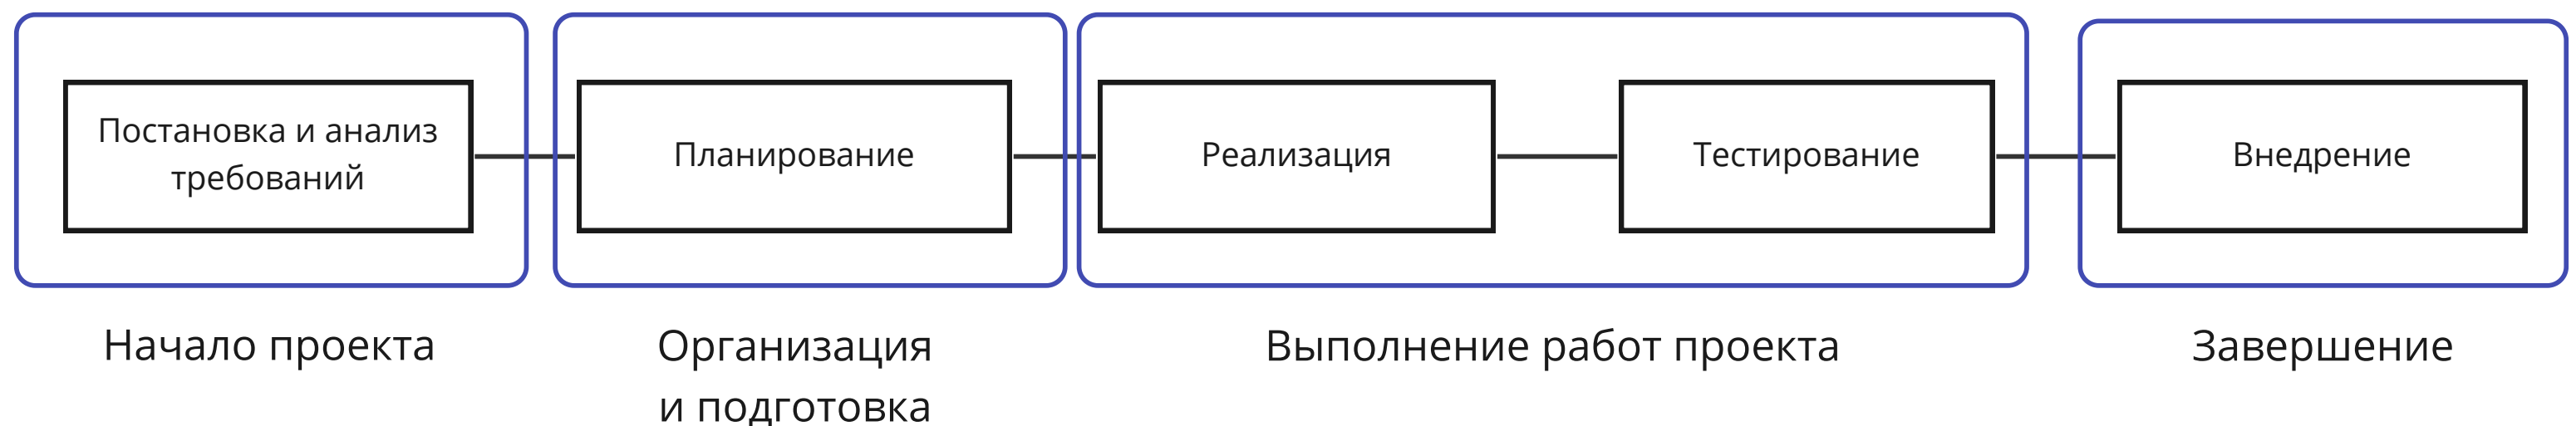 Постановка и анализ
требований
Планирование
Реализация
Тестирование
Внедрение
Начало проекта
Организация
и подготовка
Выполнение работ проекта
Завершение